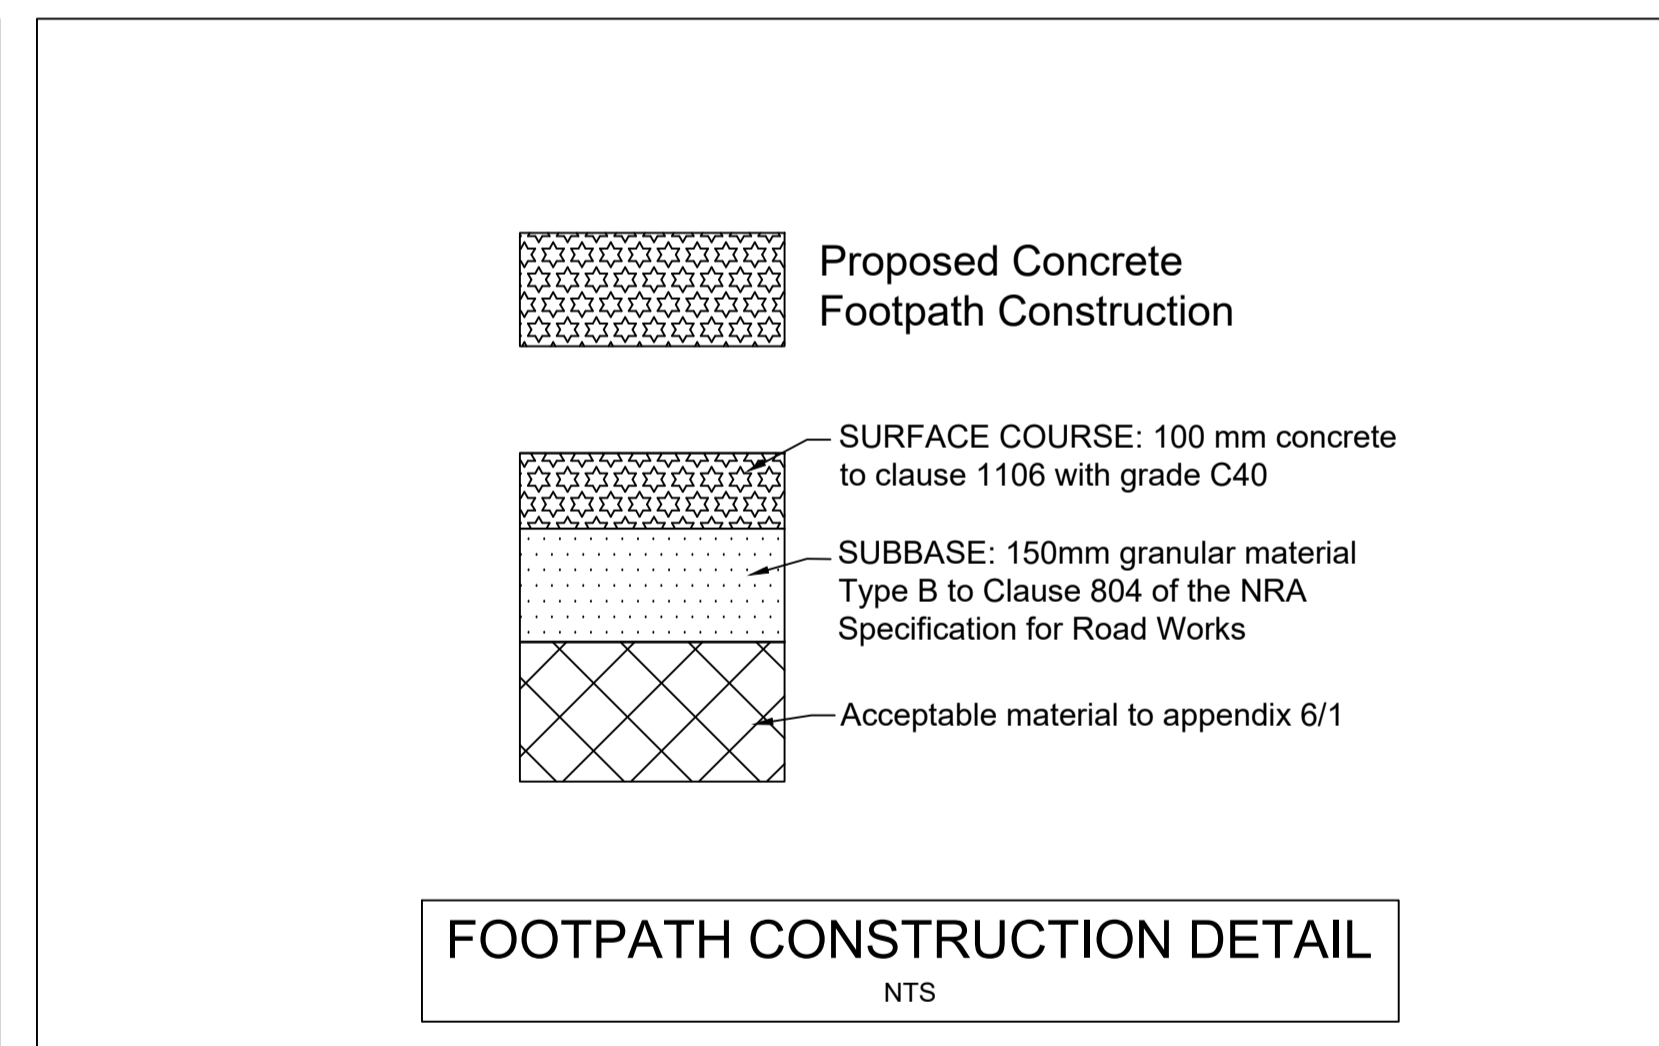 Proposed Concrete
Footpath Construction
SURFACE COURSE: 100 mm concrete
to clause 1106 with grade C40
SUBBASE: 150mm granular material
Type B to Clause 804 of the NRA
Specification for Road Works
Acceptable material to appendix 6/1
FOOTPATH CONSTRUCTION DETAIL
NTS